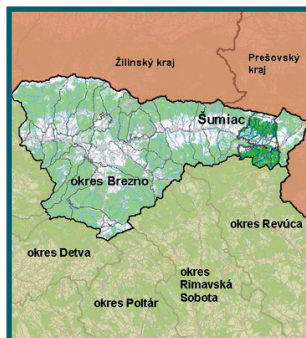 Žilinský kraj
Prešovský
kraj
Šumiac
okres Brezno
okres Revúca
okres Detva
okres
Rimavská
Sobota
okres Poltár